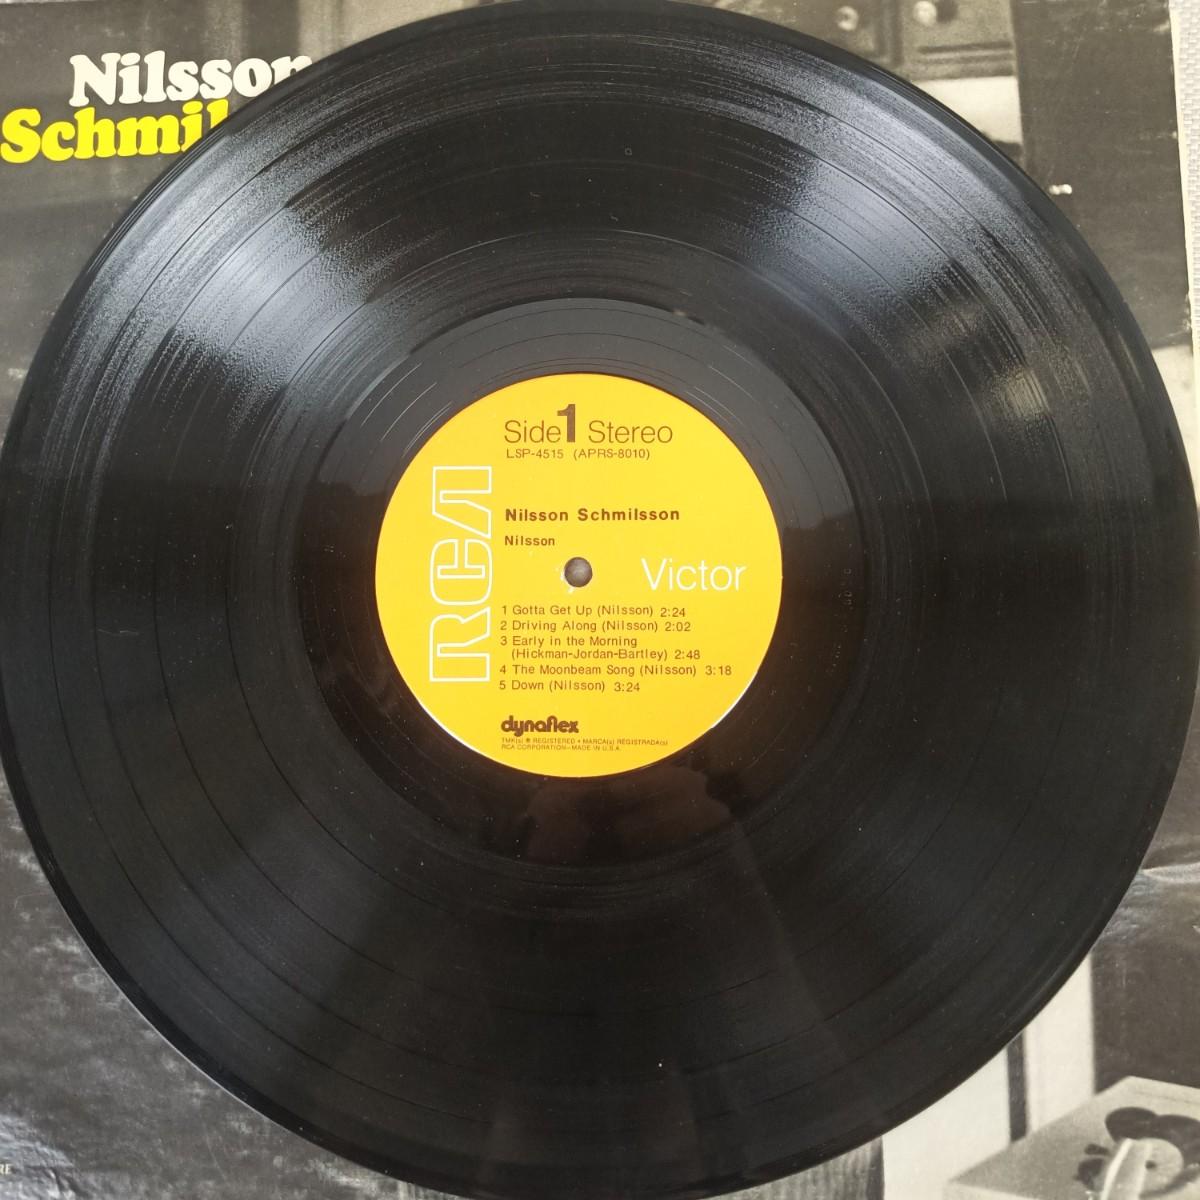 Nilsson
Schmil
Side 1 Stereo
LSP-4515 (APRS-8010)
RCA
Nilsson Schmilsson
Nilsson
Victor
1 Gotta Get Up (Nilsson) 2:24
2 Driving Along (Nilsson) 2:02
3 Early in the Morning
(Hickman-Jordan-Bartley) 2:48
4 The Moonbeam Song (Nilsson) 3:18
5 Down (Nilsson) 3:24
dynaflex
TMK(s) ® REGISTERED • MARCA(s) REGISTRADA(s)
RCA CORPORATION—MADE IN U.S.A.
RE